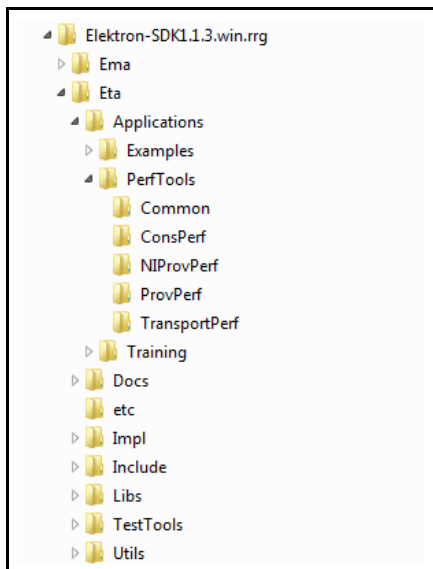 Elektron-SDK1.1.3.win.rrg
Ema
Eta
Applications
Examples
PerfTools
Common
ConsPerf
NIProvPerf
ProvPerf
TransportPerf
Training
Docs
etc
Impl
Include
Libs
TestTools
Utils